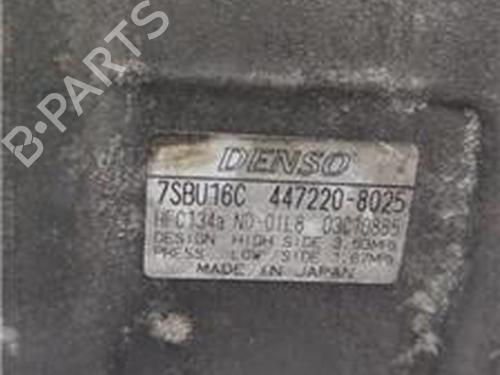 B-PARTS
DENSO
7SBU16C 447220-8025
HFC134a ND-OIL8 03C10885
DESIGN HIGH SIDE 3.53MPa
PRESS. LOW SIDE 1.67MPa
MADE IN JAPAN